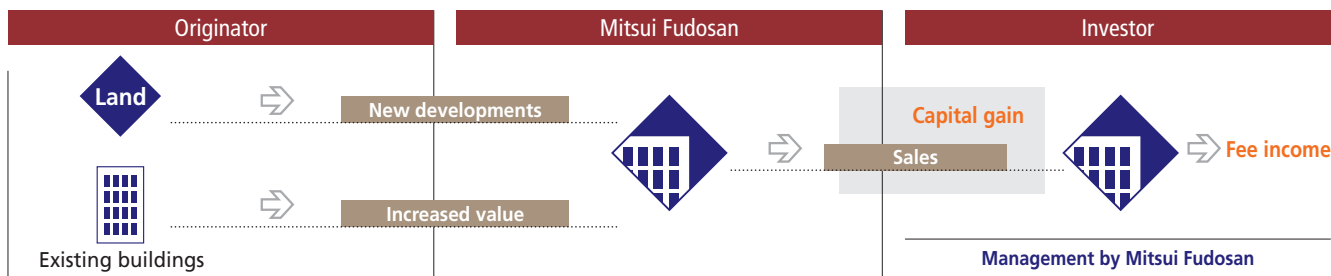 Originator
Mitsui Fudosan
Investor
Land
New developments
Capital gain
Sales
Fee income
Increased value
Existing buildings
Management by Mitsui Fudosan